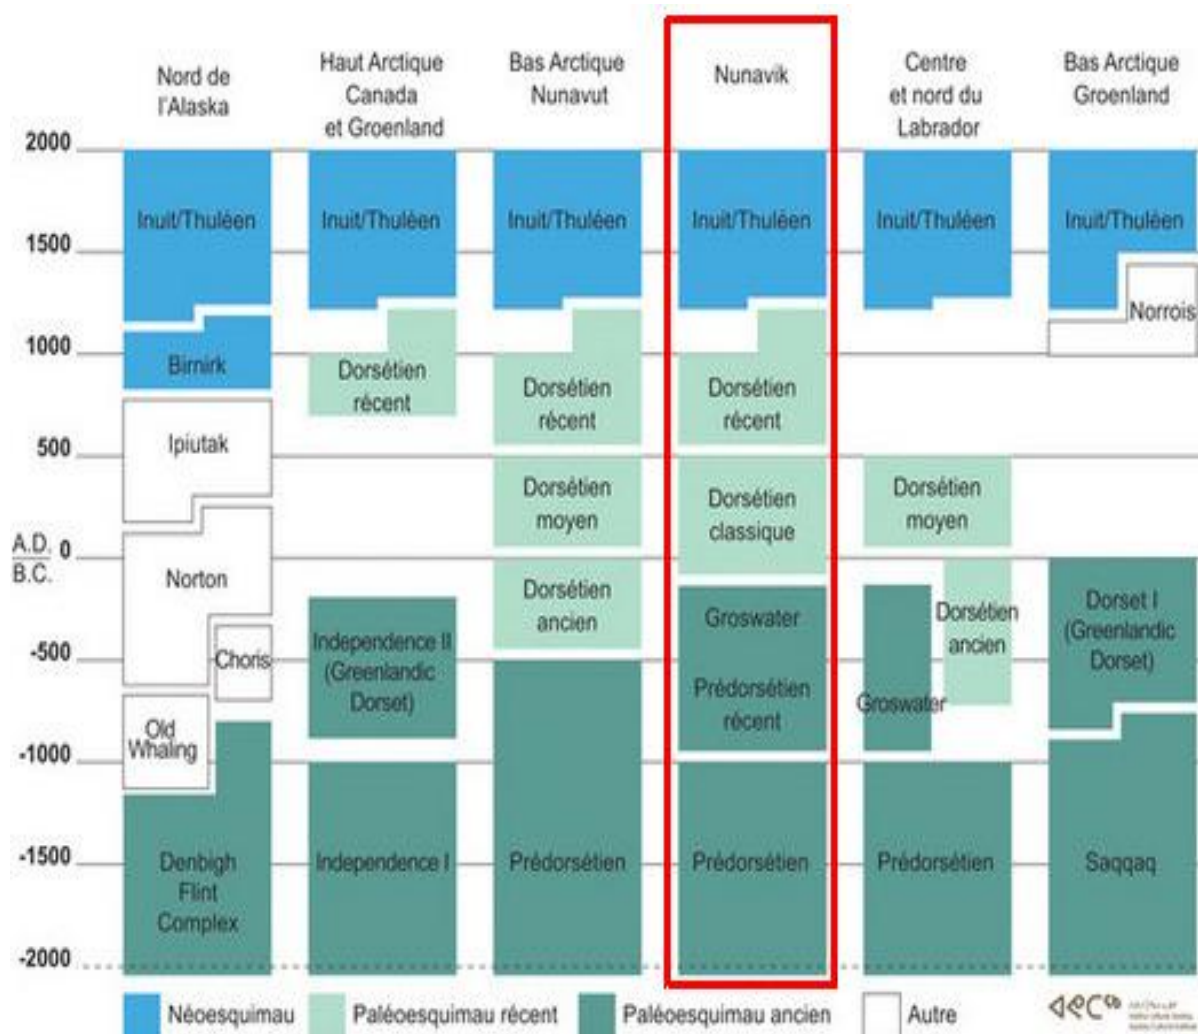 Nord de
l'Alaska
Haut Arctique
Canada
et Groenland
Bas Arctique
Nunavut
Nunavik
Centre
et nord du
Labrador
Bas Arctique
Groenland
2000
1500
1000
500
A.D. 0
B.C.
-500
-1000
-1500
-2000
Inuit/Thuléen
Birnirk
Ipiutak
Norton
Choris
Old
Whaling
Denbigh
Flint
Complex
Inuit/Thuléen
Dorsétien
récent
Independence II
(Greenlandic
Dorset)
Independence I
Inuit/Thuléen
Dorsétien
récent
Dorsétien
moyen
Dorsétien
ancien
Prédorsétien
Inuit/Thuléen
Dorsétien
récent
Dorsétien
classique
Groswater
Prédorsétien
récent
Prédorsétien
Inuit/Thuléen
Dorsétien
moyen
Dorsétien
ancien
Groswater
Prédorsétien
Inuit/Thuléen
Norrois
Dorset I
(Greenlandic
Dorset)
Saqqaq
Néoesquimau
Paléoesquimau récent
Paléoesquimau ancien
Autre